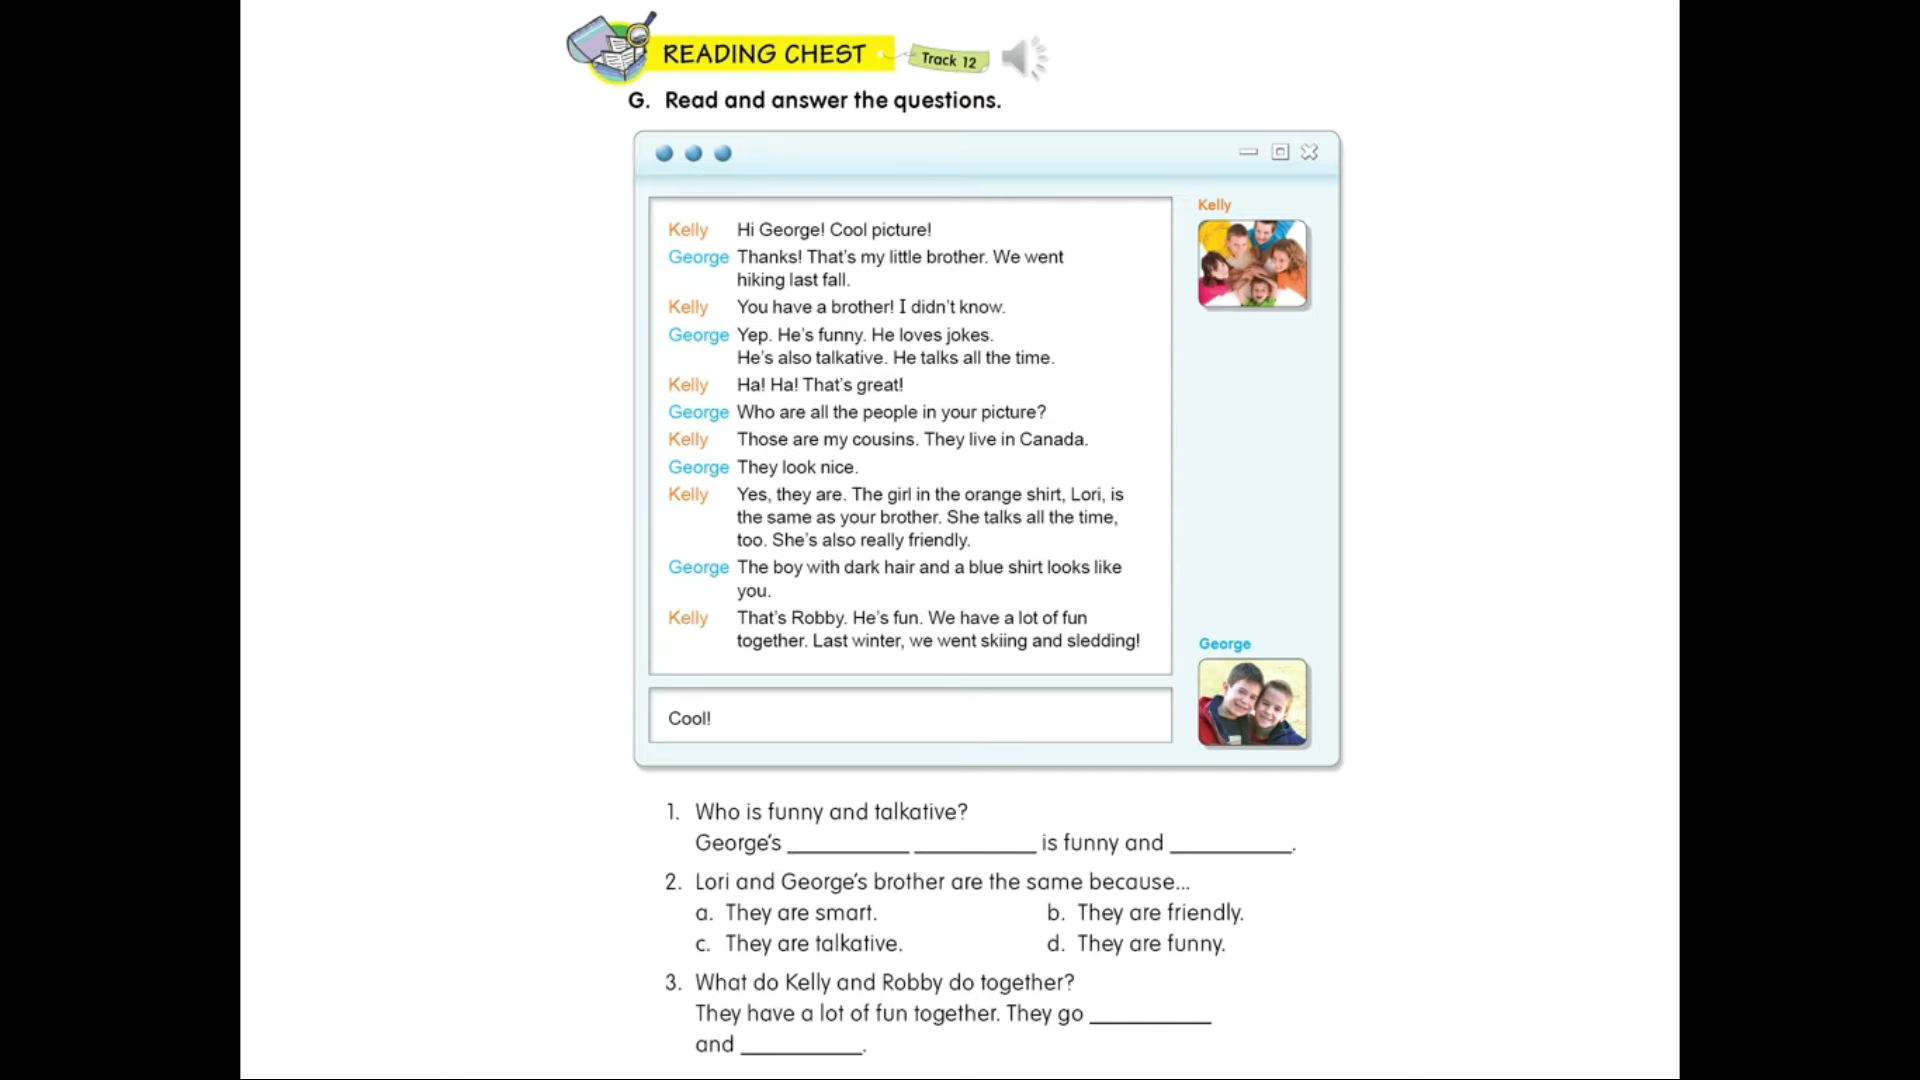 READING CHEST
Track 12
G. Read and answer the questions.
Kelly
Kelly Hi George! Cool picture!
George Thanks! That's my little brother. We went
hiking last fall.
Kelly You have a brother! I didn't know.
George Yep. He's funny. He loves jokes.
He's also talkative. He talks all the time.
Kelly Ha! Ha! That's great!
George Who are all the people in your picture?
Kelly Those are my cousins. They live in Canada.
George They look nice.
Kelly Yes, they are. The girl in the orange shirt, Lori, is
the same as your brother. She talks all the time,
too. She's also really friendly.
George The boy with dark hair and a blue shirt looks like
you.
Kelly That's Robby. He's fun. We have a lot of fun
together. Last winter, we went skiing and sledding!
George
Cool!
1. Who is funny and talkative?
George's __________ __________ is funny and __________.
2. Lori and George's brother are the same because...
a. They are smart. b. They are friendly.
c. They are talkative. d. They are funny.
3. What do Kelly and Robby do together?
They have a lot of fun together. They go __________
and __________.